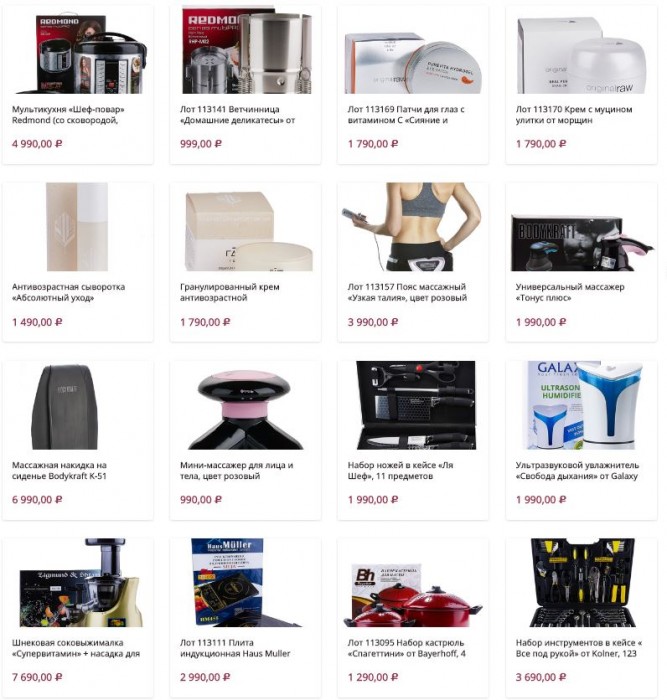 REDMOND
REDMOND
originalraw
originalraw
Мультикухня «Шеф-повар»
Redmond (со сковородой,
4 990,00 ₽
Лот 113141 Ветчинница
«Домашние деликатесы» от
999,00 ₽
Лот 113169 Патчи для глаз с
витамином С «Сияние и
1 790,00 ₽
Лот 113170 Крем с муцином
улитки от морщин
1 790,00 ₽
BODYKRAFT
Антивозрастная сыворотка
«Абсолютный уход»
1 490,00 ₽
Гранулированный крем
антивозрастной
1 790,00 ₽
Лот 113157 Пояс массажный
«Узкая талия», цвет розовый
3 990,00 ₽
Универсальный массажер
«Тонус плюс»
1 990,00 ₽
GALAXY
ULTRASON
HUMIDIFIE
Массажная накидка на
сиденье Bodykraft K-51
6 990,00 ₽
Мини-массажер для лица и
тела, цвет розовый
990,00 ₽
Набор ножей в кейсе «Ля
Шеф», 11 предметов
1 990,00 ₽
Ультразвуковой увлажнитель
«Свобода дыхания» от Galaxy
1 990,00 ₽
Haus Müller
Bh
Шнековая соковыжималка
«Супервитамин» + насадка для
7 690,00 ₽
Лот 113111 Плита
индукционная Haus Muller
2 990,00 ₽
Лот 113095 Набор кастрюль
«Спагеттини» от Bayerhoff, 4
1 290,00 ₽
Набор инструментов в кейсе «
Все под рукой» от Kolner, 123
3 690,00 ₽